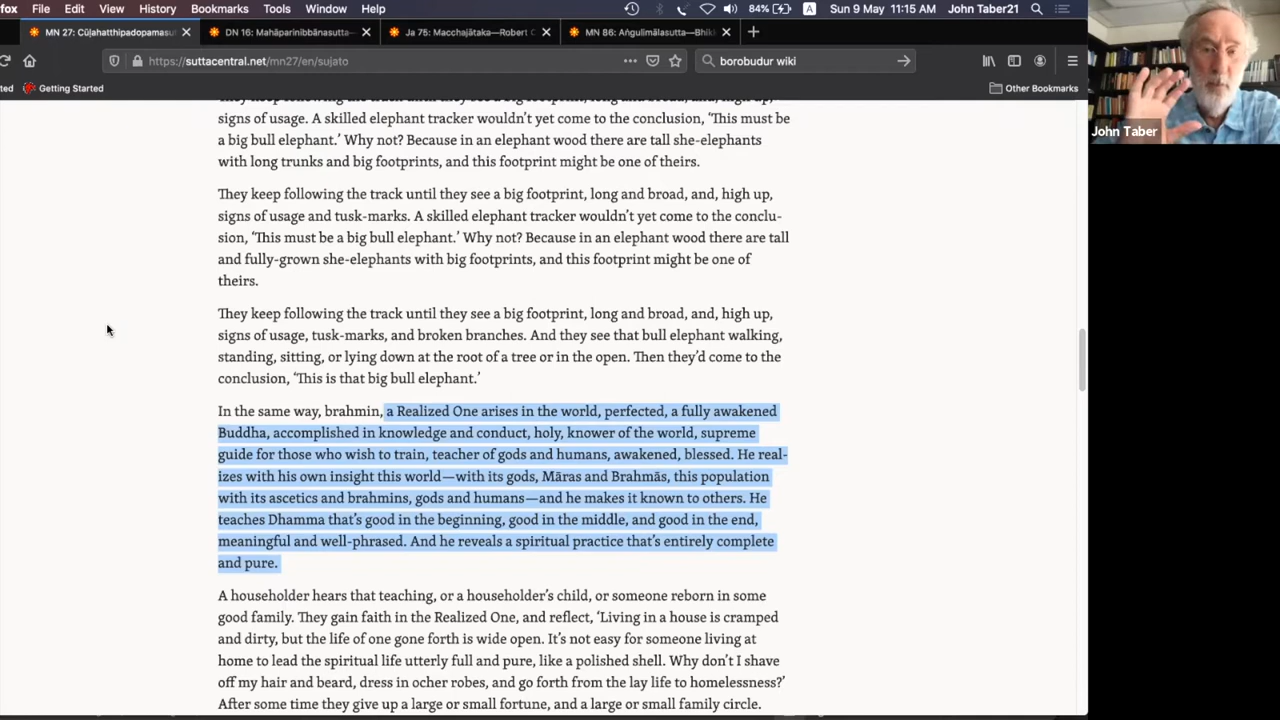 fox File Edit View History Bookmarks Tools Window Help 84% A Sun 9 May 11:15 AM John Taber21
MN 27: Cūḷahatthipadopamasut DN 16: Mahāparinibbānasutta— Ja 75: Macchajātaka—Robert C MN 86: Aṅgulimālasutta—Bhik
https://suttacentral.net/mn27/en/sujato borobudur wiki
ted Getting Started Other Bookmarks
They keep following the track until they see a big footprint, long and broad, and, high up,
signs of usage. A skilled elephant tracker wouldn’t yet come to the conclusion, ‘This must be
a big bull elephant.’ Why not? Because in an elephant wood there are tall she-elephants
with long trunks and big footprints, and this footprint might be one of theirs.
They keep following the track until they see a big footprint, long and broad, and, high up,
signs of usage and tusk-marks. A skilled elephant tracker wouldn’t yet come to the conclu-
sion, ‘This must be a big bull elephant.’ Why not? Because in an elephant wood there are tall
and fully-grown she-elephants with big footprints, and this footprint might be one of
theirs.
They keep following the track until they see a big footprint, long and broad, and, high up,
signs of usage, tusk-marks, and broken branches. And they see that bull elephant walking,
standing, sitting, or lying down at the root of a tree or in the open. Then they’d come to the
conclusion, ‘This is that big bull elephant.’
In the same way, brahmin, a Realized One arises in the world, perfected, a fully awakened
Buddha, accomplished in knowledge and conduct, holy, knower of the world, supreme
guide for those who wish to train, teacher of gods and humans, awakened, blessed. He real-
izes with his own insight this world—with its gods, Māras and Brahmās, this population
with its ascetics and brahmins, gods and humans—and he makes it known to others. He
teaches Dhamma that’s good in the beginning, good in the middle, and good in the end,
meaningful and well-phrased. And he reveals a spiritual practice that’s entirely complete
and pure.
A householder hears that teaching, or a householder’s child, or someone reborn in some
good family. They gain faith in the Realized One, and reflect, ‘Living in a house is cramped
and dirty, but the life of one gone forth is wide open. It’s not easy for someone living at
home to lead the spiritual life utterly full and pure, like a polished shell. Why don’t I shave
off my hair and beard, dress in ocher robes, and go forth from the lay life to homelessness?’
After some time they give up a large or small fortune, and a large or small family circle.
John Taber